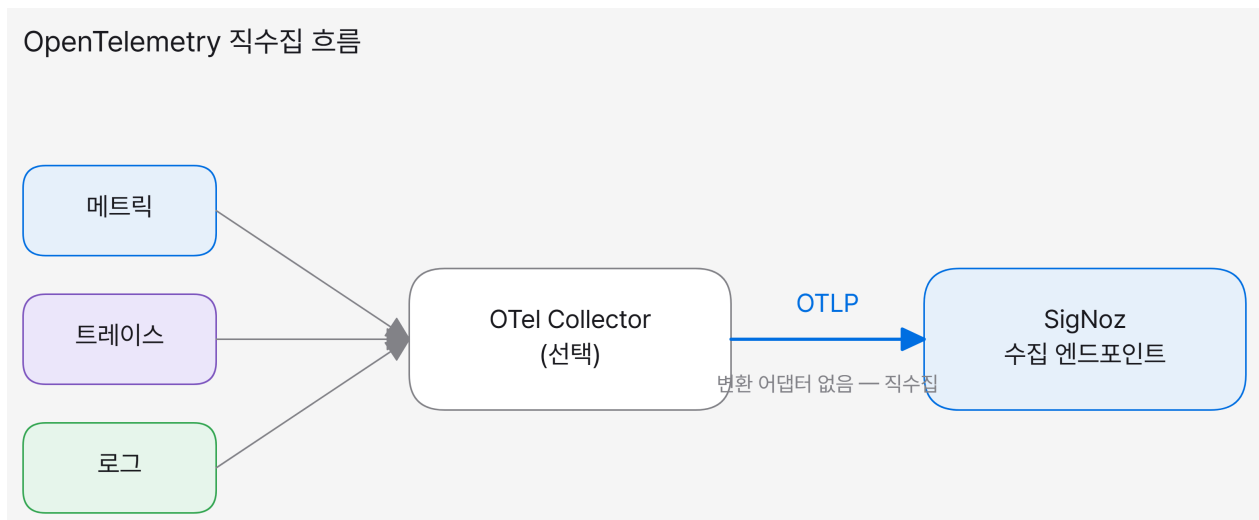 OpenTelemetry 직수집 흐름
메트릭
트레이스
로그
OTel Collector
(선택)
OTLP
변환 어댑터 없음 — 직수집
SigNoz
수집 엔드포인트